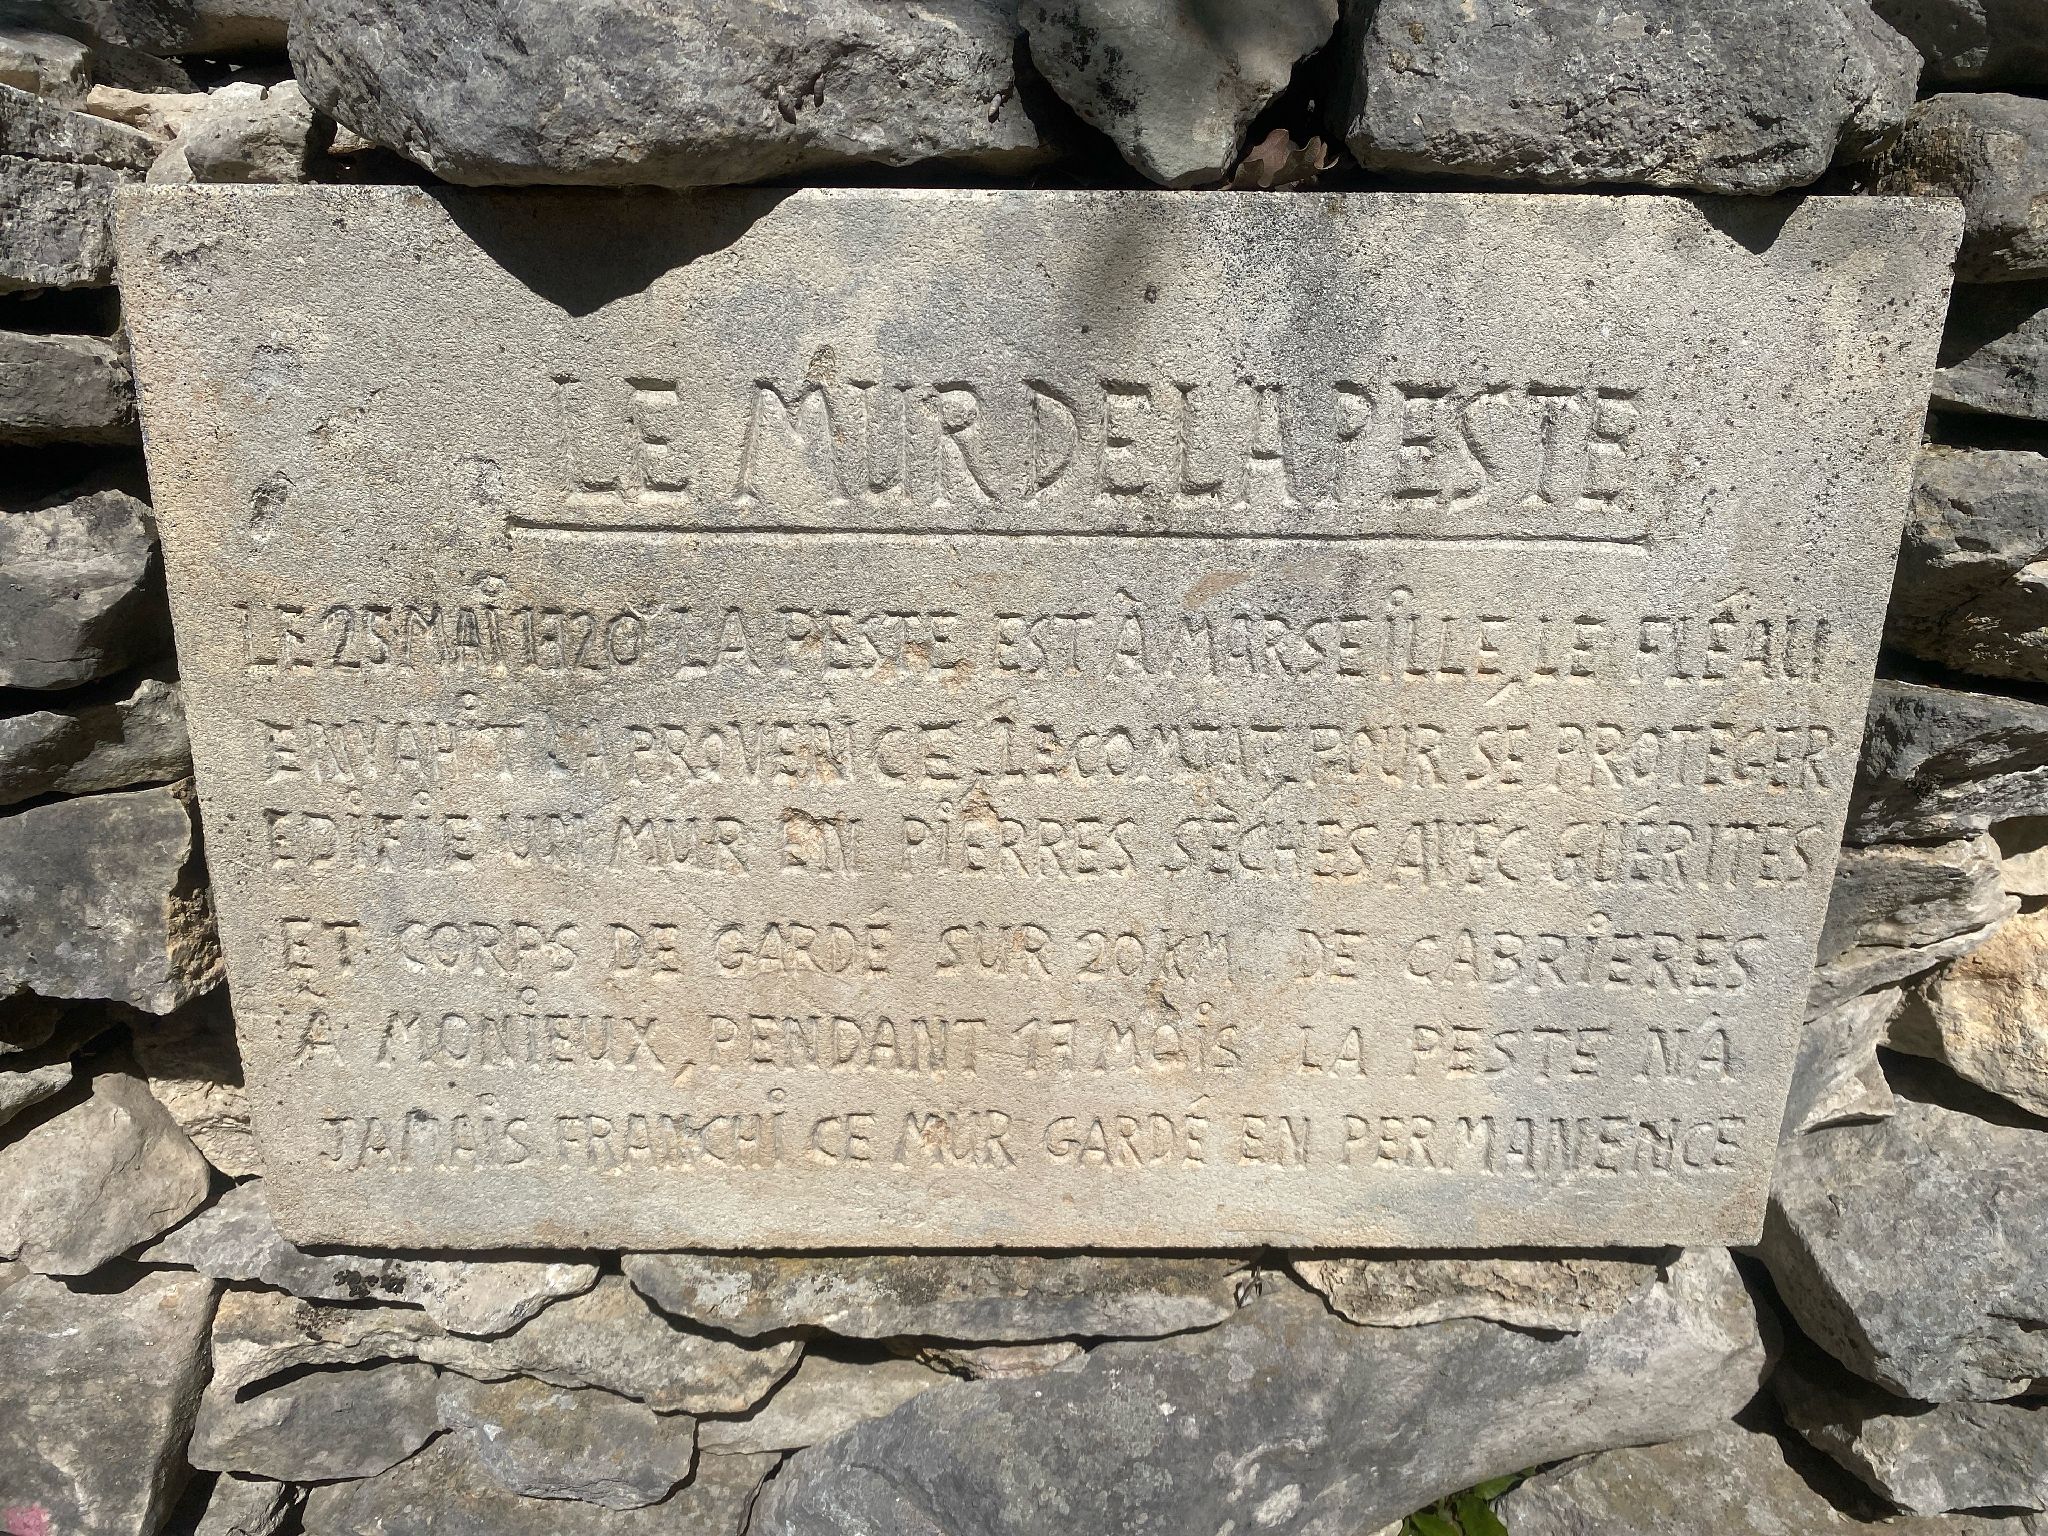 LE MUR DE LA PESTE
LE 25 MAI 1720 LA PESTE EST À MARSEILLE, LE FLÉAU
ENVAHIT LA PROVENCE, LE COMTAT, POUR SE PROTÉGER
EDIFIE UN MUR EN PIERRES SÈCHES AVEC GUÉRITES
ET CORPS DE GARDE SUR 20 KM DE CABRIERES
À MONIEUX, PENDANT 17 MOIS LA PESTE N'A
JAMAIS FRANCHI CE MUR GARDÉ EN PERMANENCE